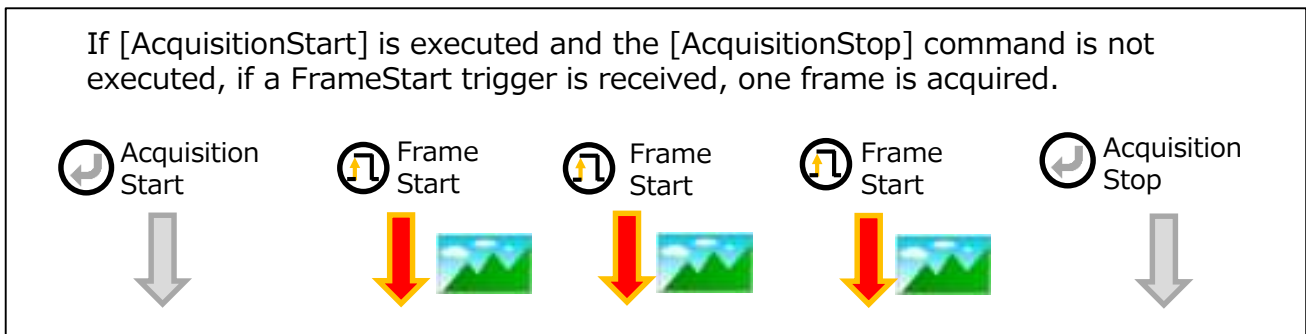 If [AcquisitionStart] is executed and the [AcquisitionStop] command is not
executed, if a FrameStart trigger is received, one frame is acquired.
Acquisition
Start
Frame
Start
Frame
Start
Frame
Start
Acquisition
Stop